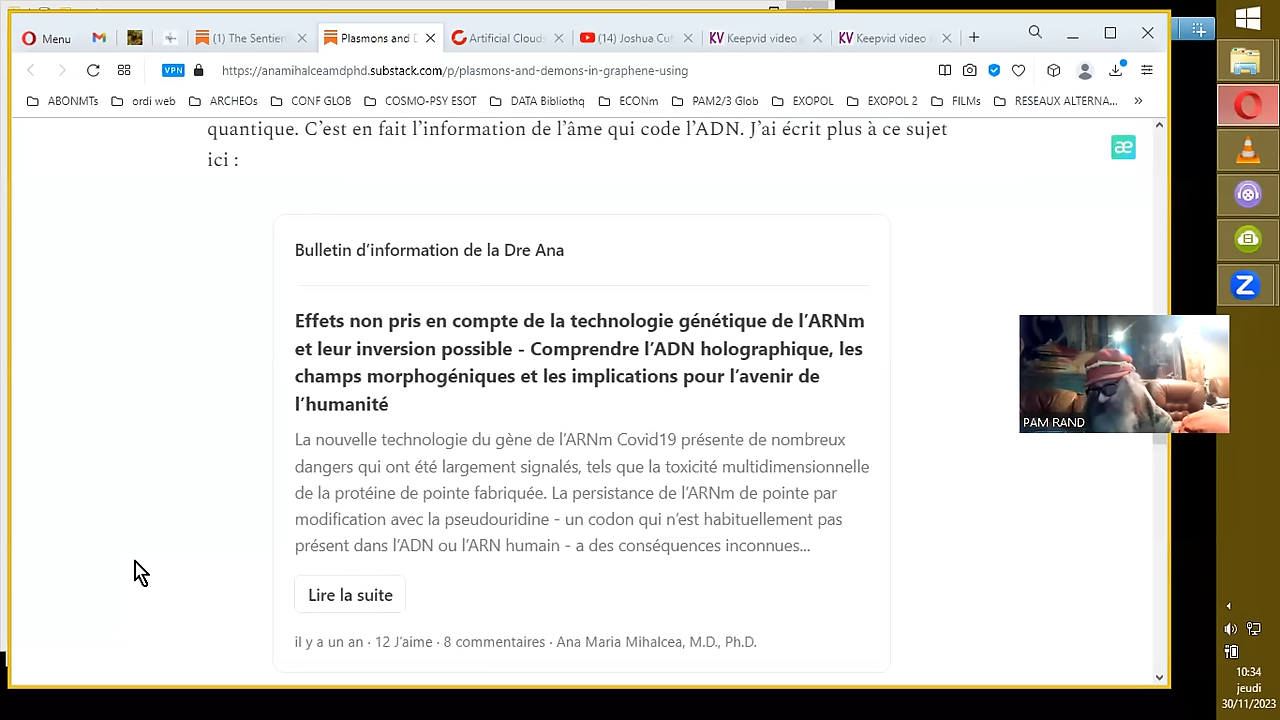 Menu
(1) The Sentien
Plasmons and D
Artificial Clou
(14) Joshua Cu
KV Keepvid video
KV Keepvid video
VPN
https://anamihalceamdphd.substack.com/p/plasmons-and-demons-in-graphene-using
ABONMTs
ordi web
ARCHEOs
CONF GLOB
COSMO-PSY ESOT
DATA Bibliothq
ECONm
PAM2/3 Glob
EXOPOL
EXOPOL 2
FILMs
RESEAUX ALTERNA...
quantique. C'est en fait l'information de l'âme qui code l'ADN. J'ai écrit plus à ce sujet
ici :
æ
Bulletin d'information de la Dre Ana
Effets non pris en compte de la technologie génétique de l'ARNm
et leur inversion possible - Comprendre l'ADN holographique, les
champs morphogéniques et les implications pour l'avenir de
l'humanité
La nouvelle technologie du gène de l'ARNm Covid19 présente de nombreux
dangers qui ont été largement signalés, tels que la toxicité multidimensionnelle
de la protéine de pointe fabriquée. La persistance de l'ARNm de pointe par
modification avec la pseudouridine - un codon qui n'est habituellement pas
présent dans l'ADN ou l'ARN humain - a des conséquences inconnues...
Lire la suite
il y a un an · 12 J'aime · 8 commentaires · Ana Maria Mihalcea, M.D., Ph.D.
PAM RAND
10:34
jeudi
30/11/2023